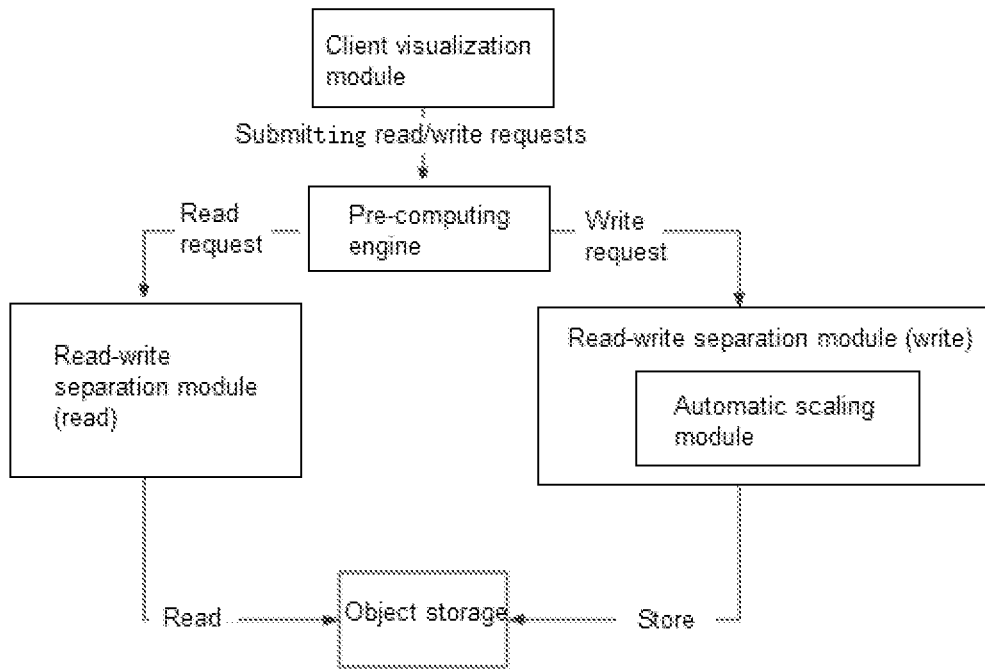 Client visualization
module
Submitting read/write requests
Read
request
Pre-computing
engine
Write
request
Read-write
separation module
(read)
Read-write separation module (write)
Automatic scaling
module
Read
Object storage
Store